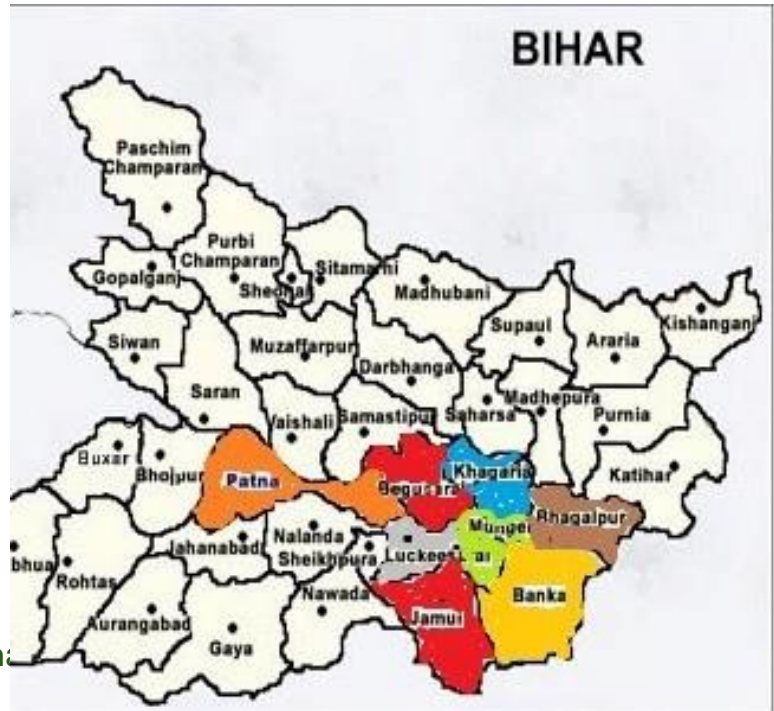 BIHAR
Paschim
Champaran
Purbi
Champaran
Gopalganj
Sitamarhi
Madhubani
Siwan
Muzaffarpur
Supaul
Araria
Kishanganj
Darbhanga
Saran
Vaishali
Samastipur
Saharsa
Madhepura
Purnia
Buxar
Bhojpur
Patna
Begusarai
Khagaria
Katihar
Jahanabad
Nalanda
Sheikhpura
Munger
Bhagalpur
bhua
Rohtas
Nawada
Jamui
Banka
Aurangabad
Gaya